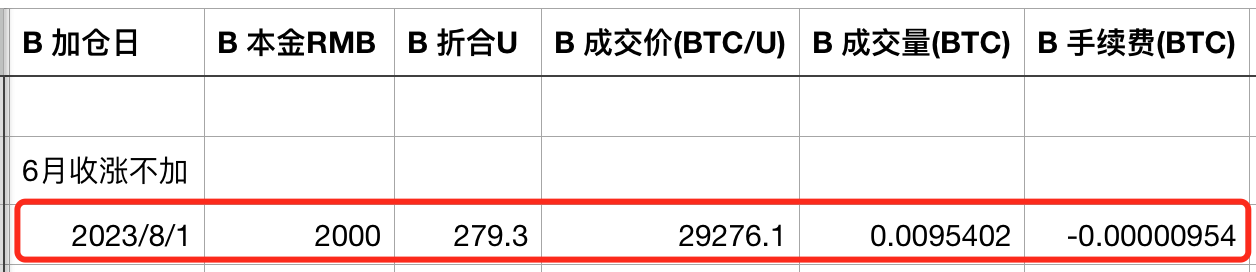 B 加仓日 B 本金RMB B 折合U B 成交价(BTC/U) B 成交量(BTC) B 手续费(BTC)
6月收涨不加
2023/8/1 2000 279.3 29276.1 0.0095402 -0.00000954